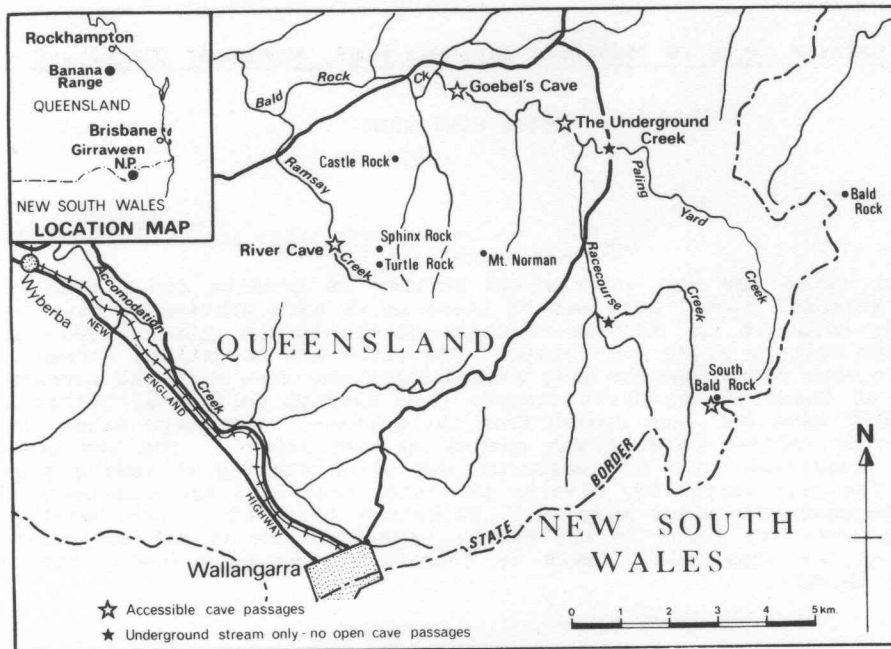 Rockhampton
Banana
Range
QUEENSLAND
Brisbane
Girraween
N.P.
NEW SOUTH WALES
LOCATION MAP
Bald Rock CK
Goebel's Cave
The Underground
Creek
Castle Rock
Ramsay
Creek
Paling
Yard
Creek
Bald
Rock
River Cave
Sphinx Rock
Turtle Rock
Mt. Norman
Racecourse
Creek
Wyberba
Accomodation
Creek
NEW
ENGLAND
HIGHWAY
QUEENSLAND
South
Bald Rock
N
STATE BORDER
NEW SOUTH
WALES
Wallangarra
Accessible cave passages
Underground stream only - no open cave passages
0 1 2 3 4 5 km.